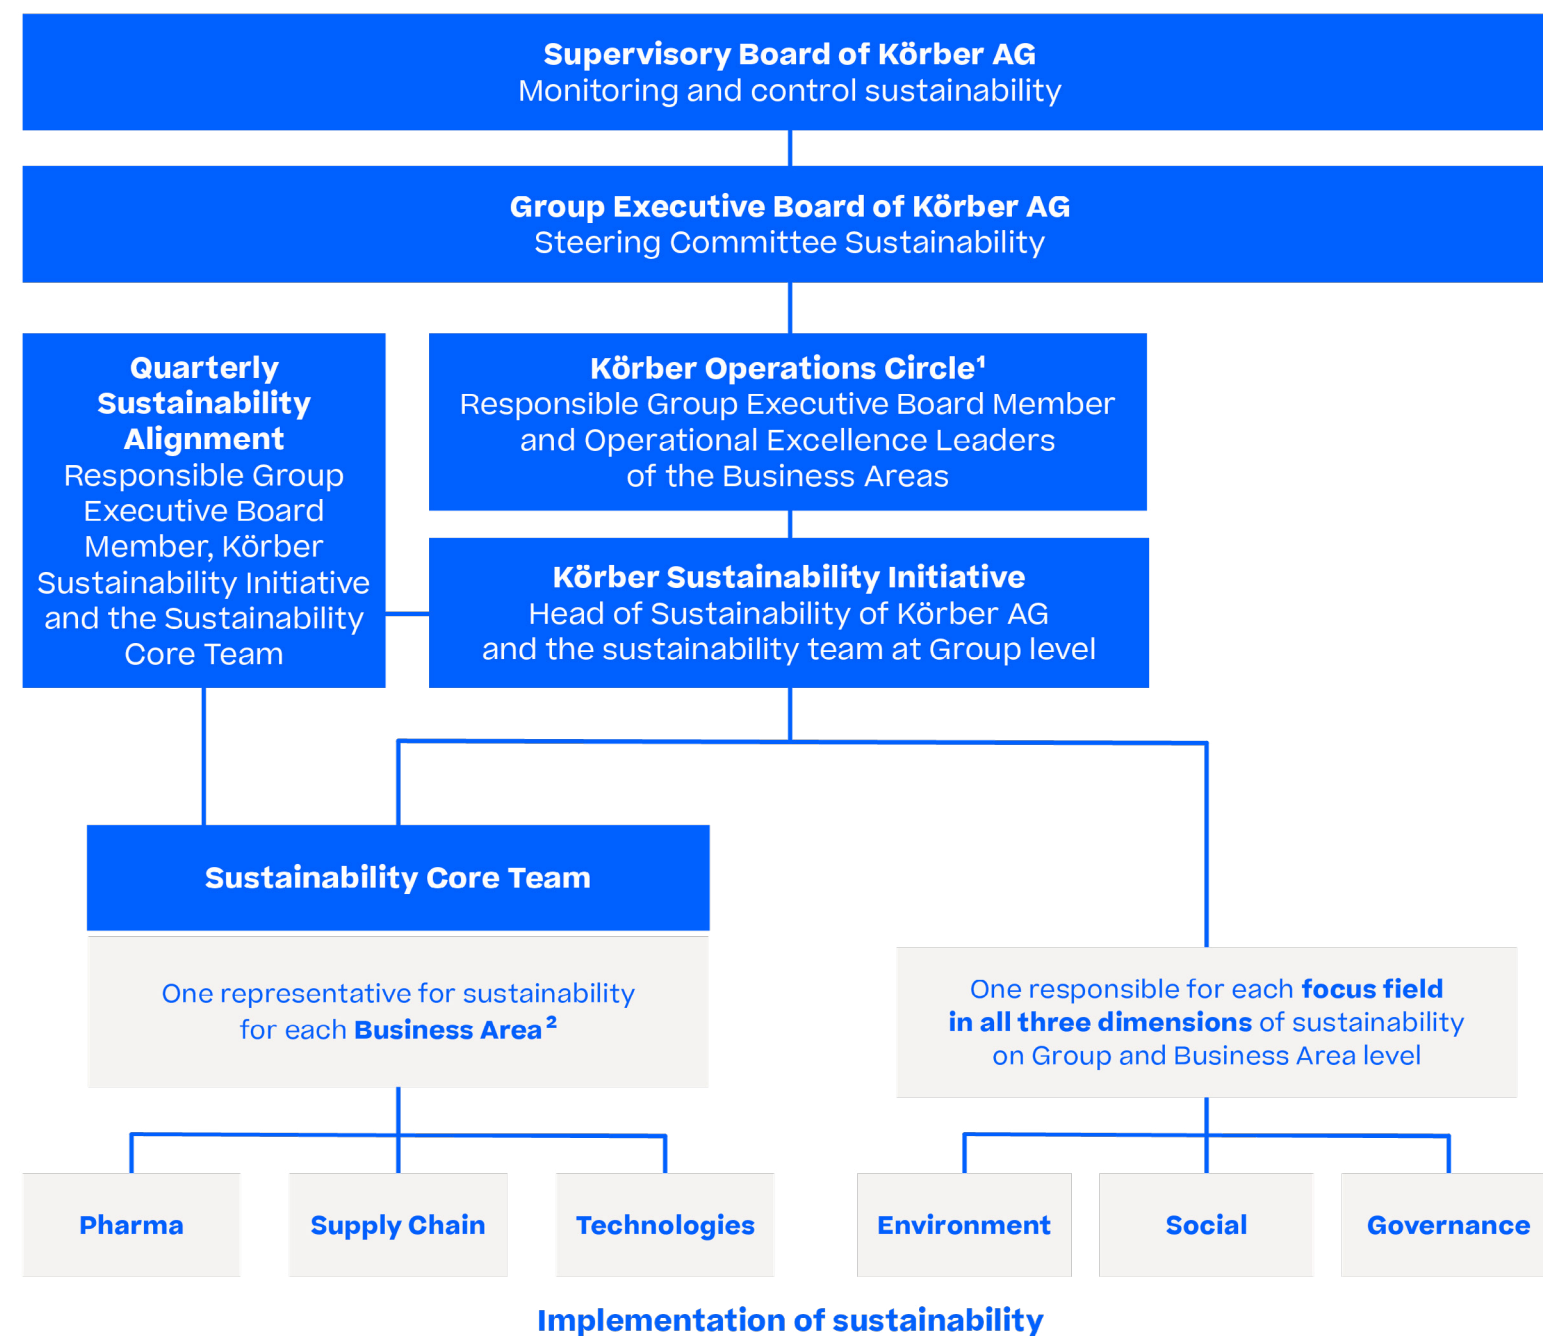 Supervisory Board of Körber AG
Monitoring and control sustainability
Group Executive Board of Körber AG
Steering Committee Sustainability
Quarterly
Sustainability
Alignment
Responsible Group
Executive Board
Member, Körber
Sustainability Initiative
and the Sustainability
Core Team
Körber Operations Circle¹
Responsible Group Executive Board Member
and Operational Excellence Leaders
of the Business Areas
Körber Sustainability Initiative
Head of Sustainability of Körber AG
and the sustainability team at Group level
Sustainability Core Team
One representative for sustainability
for each Business Area²
One responsible for each focus field
in all three dimensions of sustainability
on Group and Business Area level
Pharma
Supply Chain
Technologies
Environment
Social
Governance
Implementation of sustainability